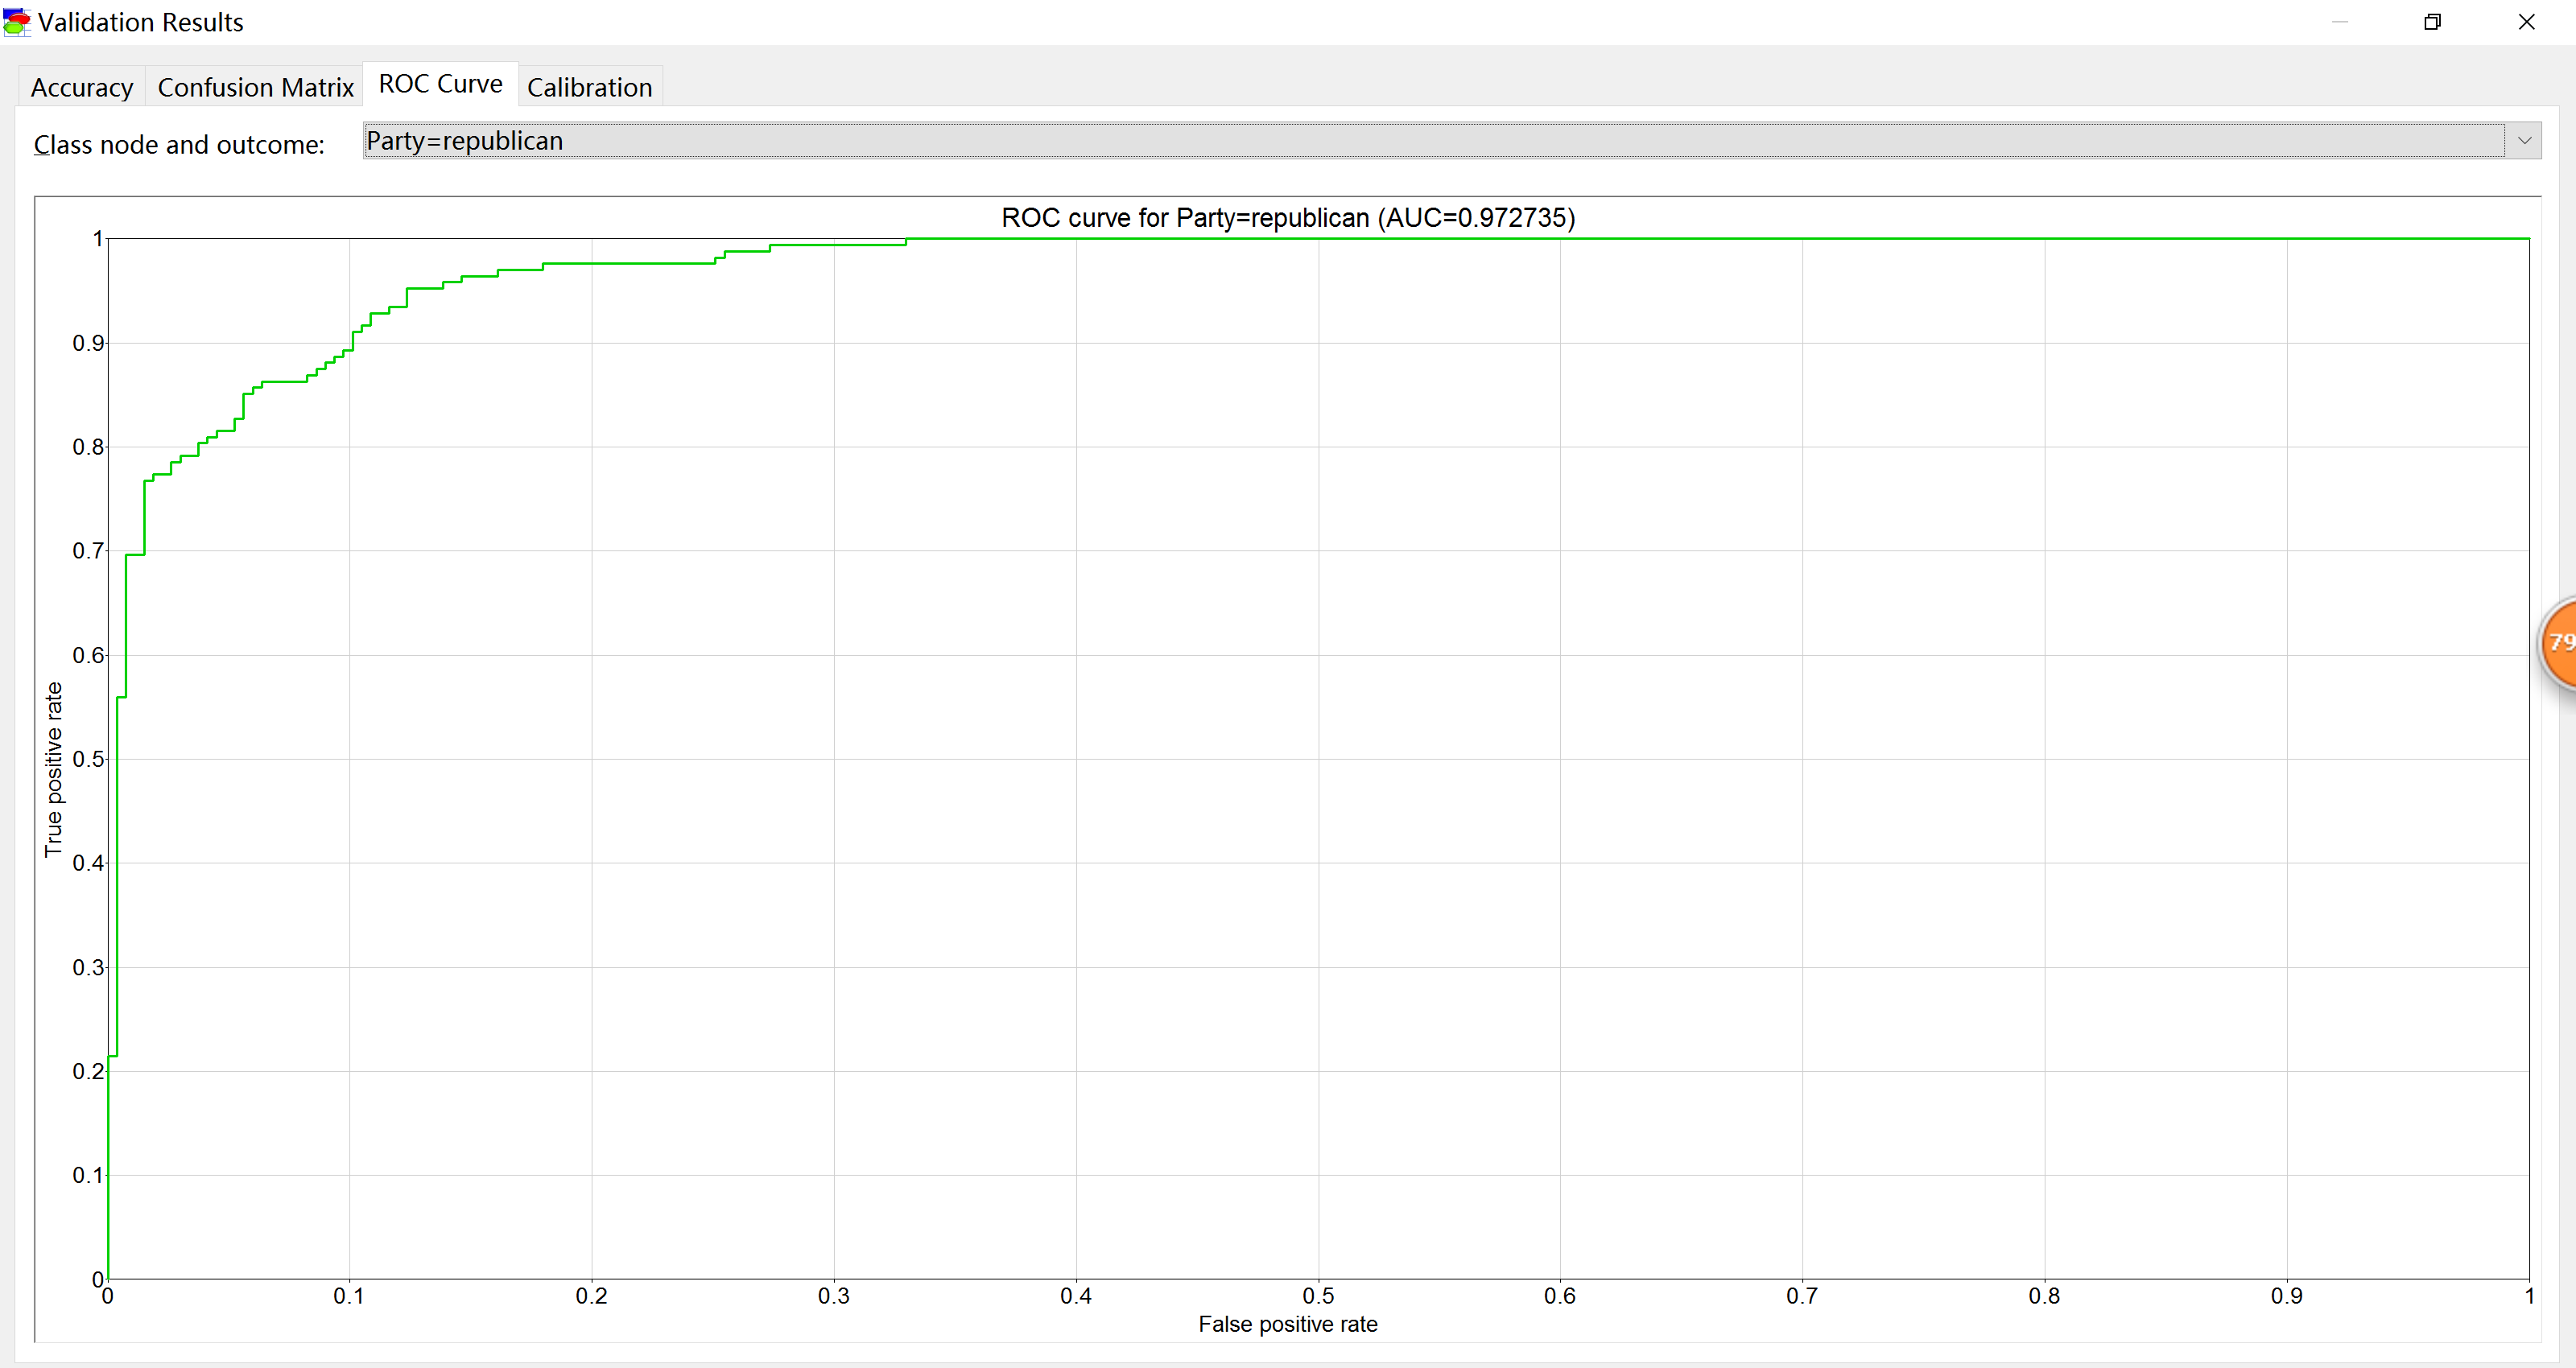 Validation Results
Accuracy Confusion Matrix ROC Curve Calibration
Class node and outcome: Party=republican
ROC curve for Party=republican (AUC=0.972735)
1
0.9
0.8
0.7
0.6
0.5
0.4
0.3
0.2
0.1
0
True positive rate
0 0.1 0.2 0.3 0.4 0.5 0.6 0.7 0.8 0.9 1
False positive rate
79